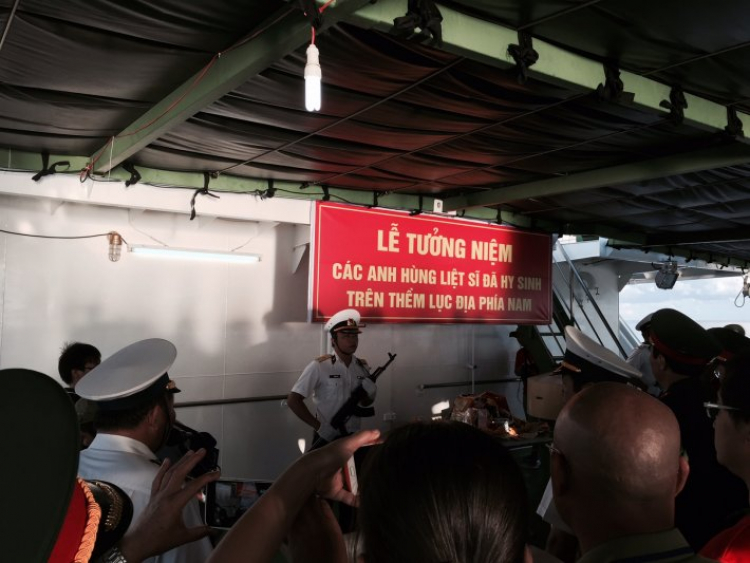 LỄ TƯỞNG NIỆM
CÁC ANH HÙNG LIỆT SĨ ĐÃ HY SINH
TRÊN THỀM LỤC ĐỊA PHÍA NAM